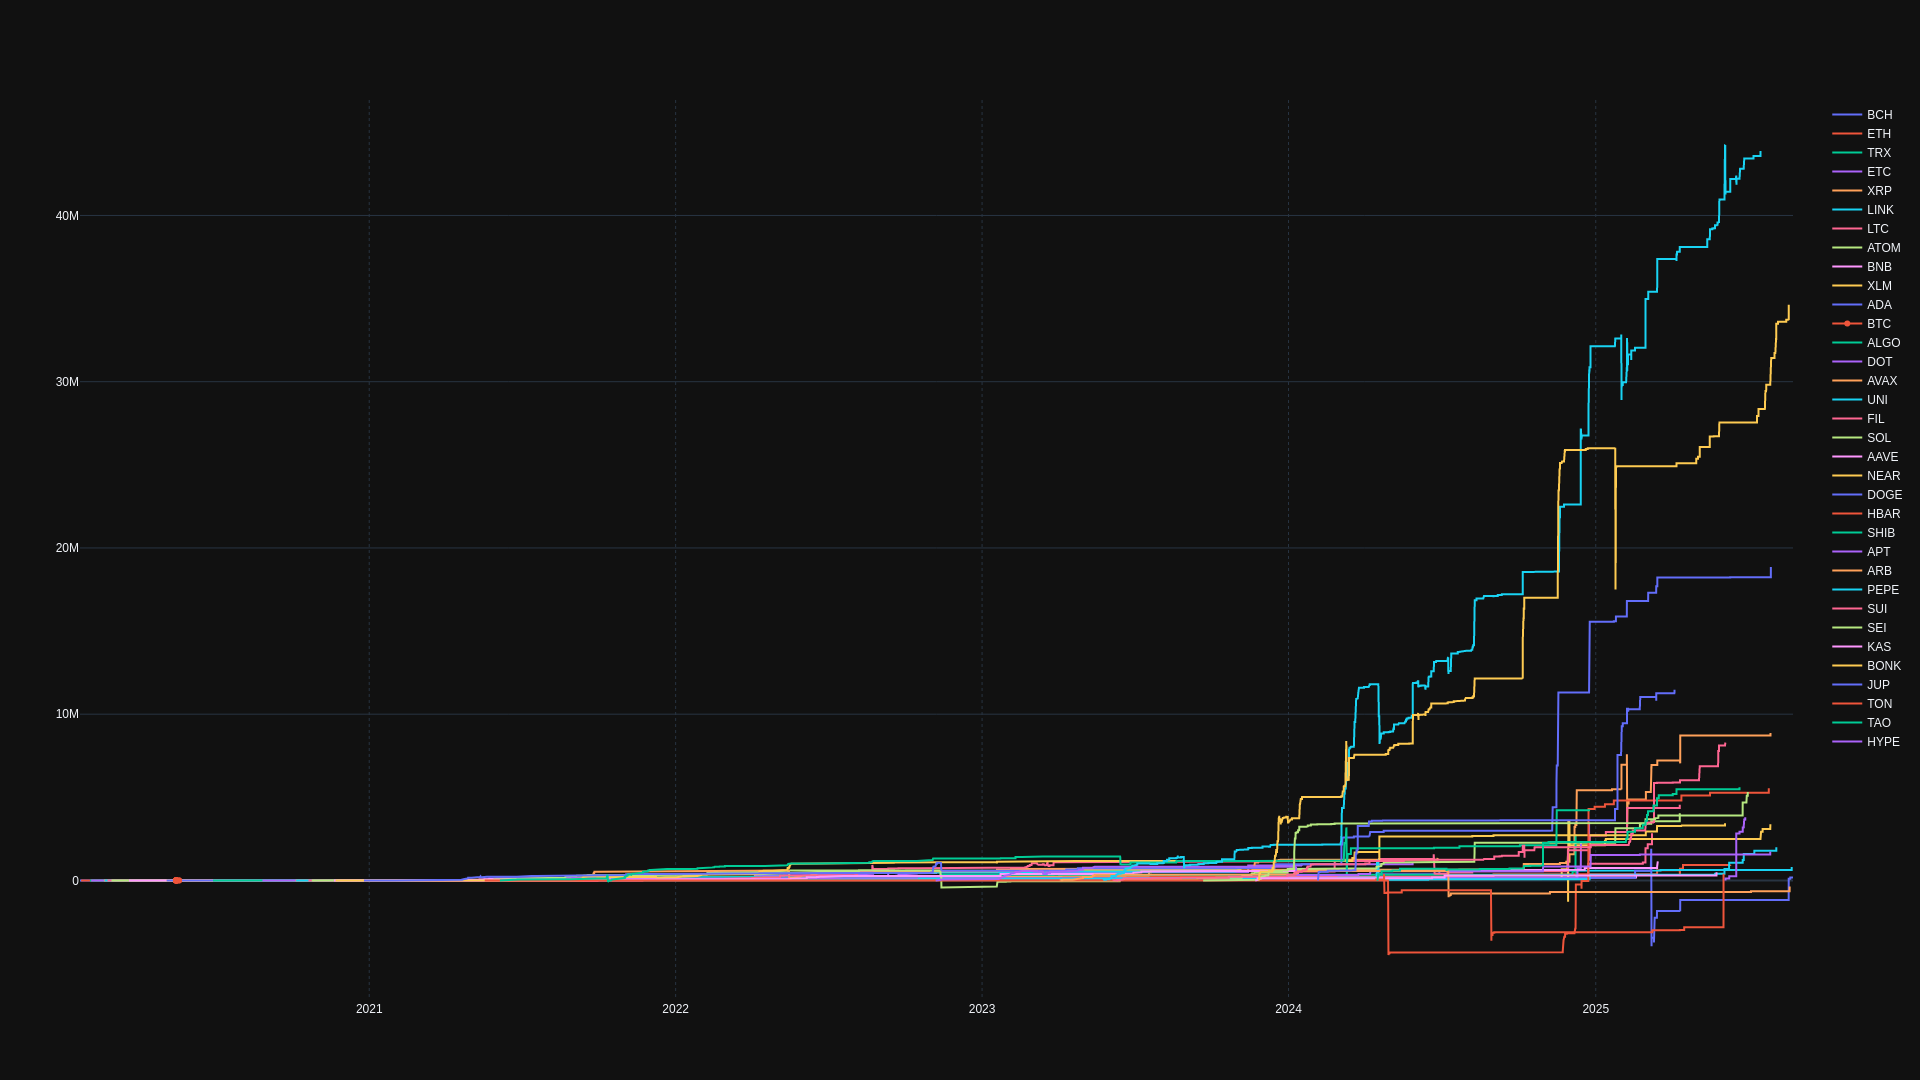 40M
30M
20M
10M
0
2021
2022
2023
2024
2025
BCH
ETH
TRX
ETC
XRP
LINK
LTC
ATOM
BNB
XLM
ADA
BTC
ALGO
DOT
AVAX
UNI
FIL
SOL
AAVE
NEAR
DOGE
HBAR
SHIB
APT
ARB
PEPE
SUI
SEI
KAS
BONK
JUP
TON
TAO
HYPE